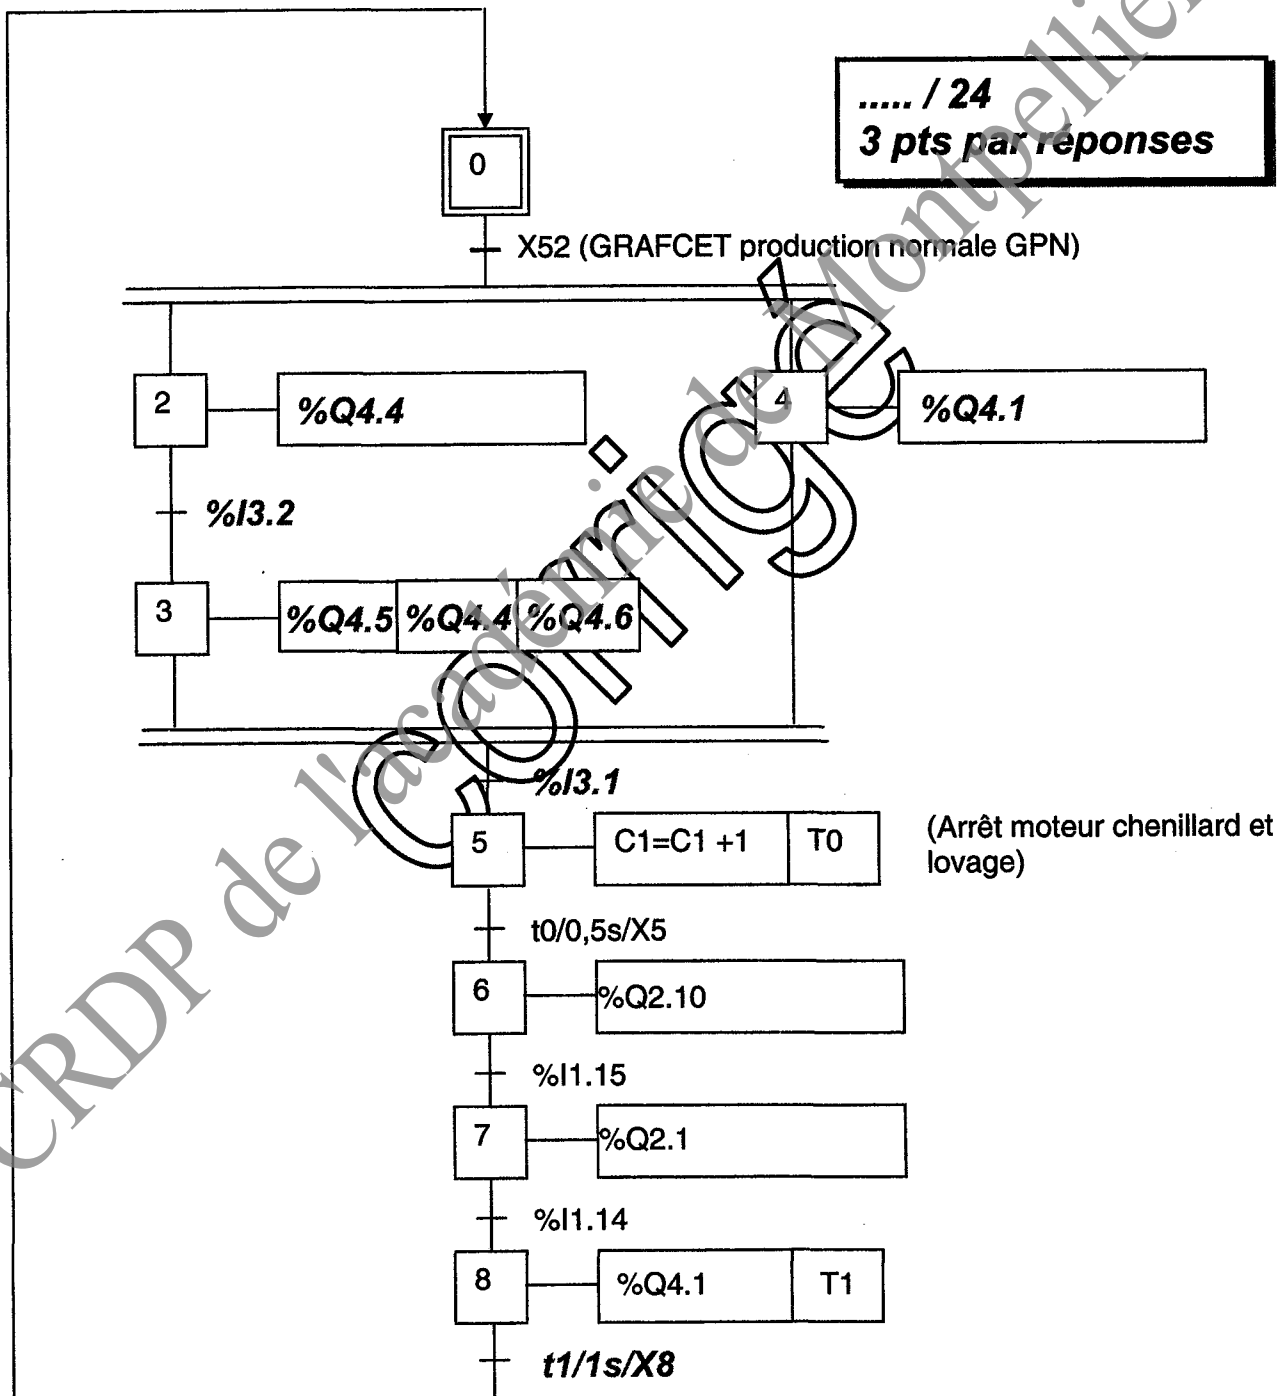 ..... / 24
3 pts par réponses
0
X52 (GRAFCET production normale GPN)
2
%Q4.4
4
%Q4.1
%I3.2
3
%Q4.5 %Q4.4 %Q4.6
%I3.1
5
C1=C1 +1
T0
(Arrêt moteur chenillard et
lovage)
t0/0,5s/X5
6
%Q2.10
%I1.15
7
%Q2.1
%I1.14
8
%Q4.1
T1
t1/1s/X8
Corrigé
CRDP de l'académie de Montpellier